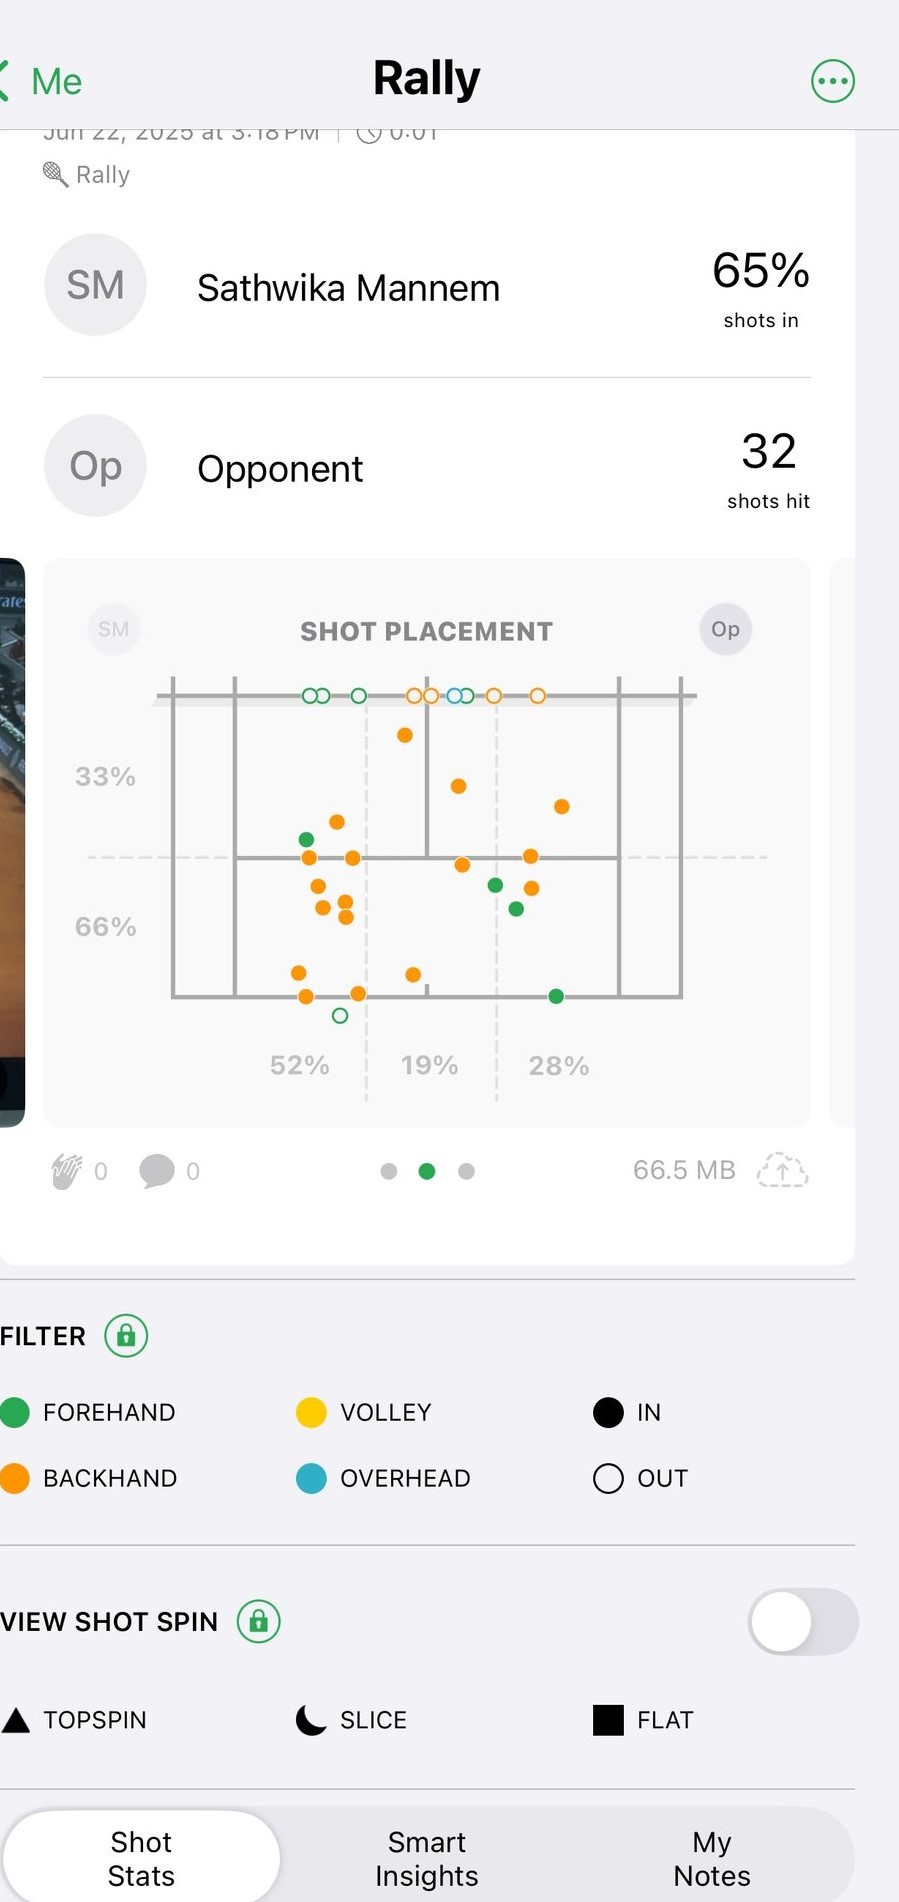 Me
Rally
Jun 22, 2025 at 3:18 PM | 0:01
Rally
SM
Sathwika Mannem
65%
shots in
Op
Opponent
32
shots hit
SM
SHOT PLACEMENT
Op
33%
66%
52%
19%
28%
0
0
66.5 MB
FILTER
FOREHAND
VOLLEY
IN
BACKHAND
OVERHEAD
OUT
VIEW SHOT SPIN
TOPSPIN
SLICE
FLAT
Shot
Stats
Smart
Insights
My
Notes